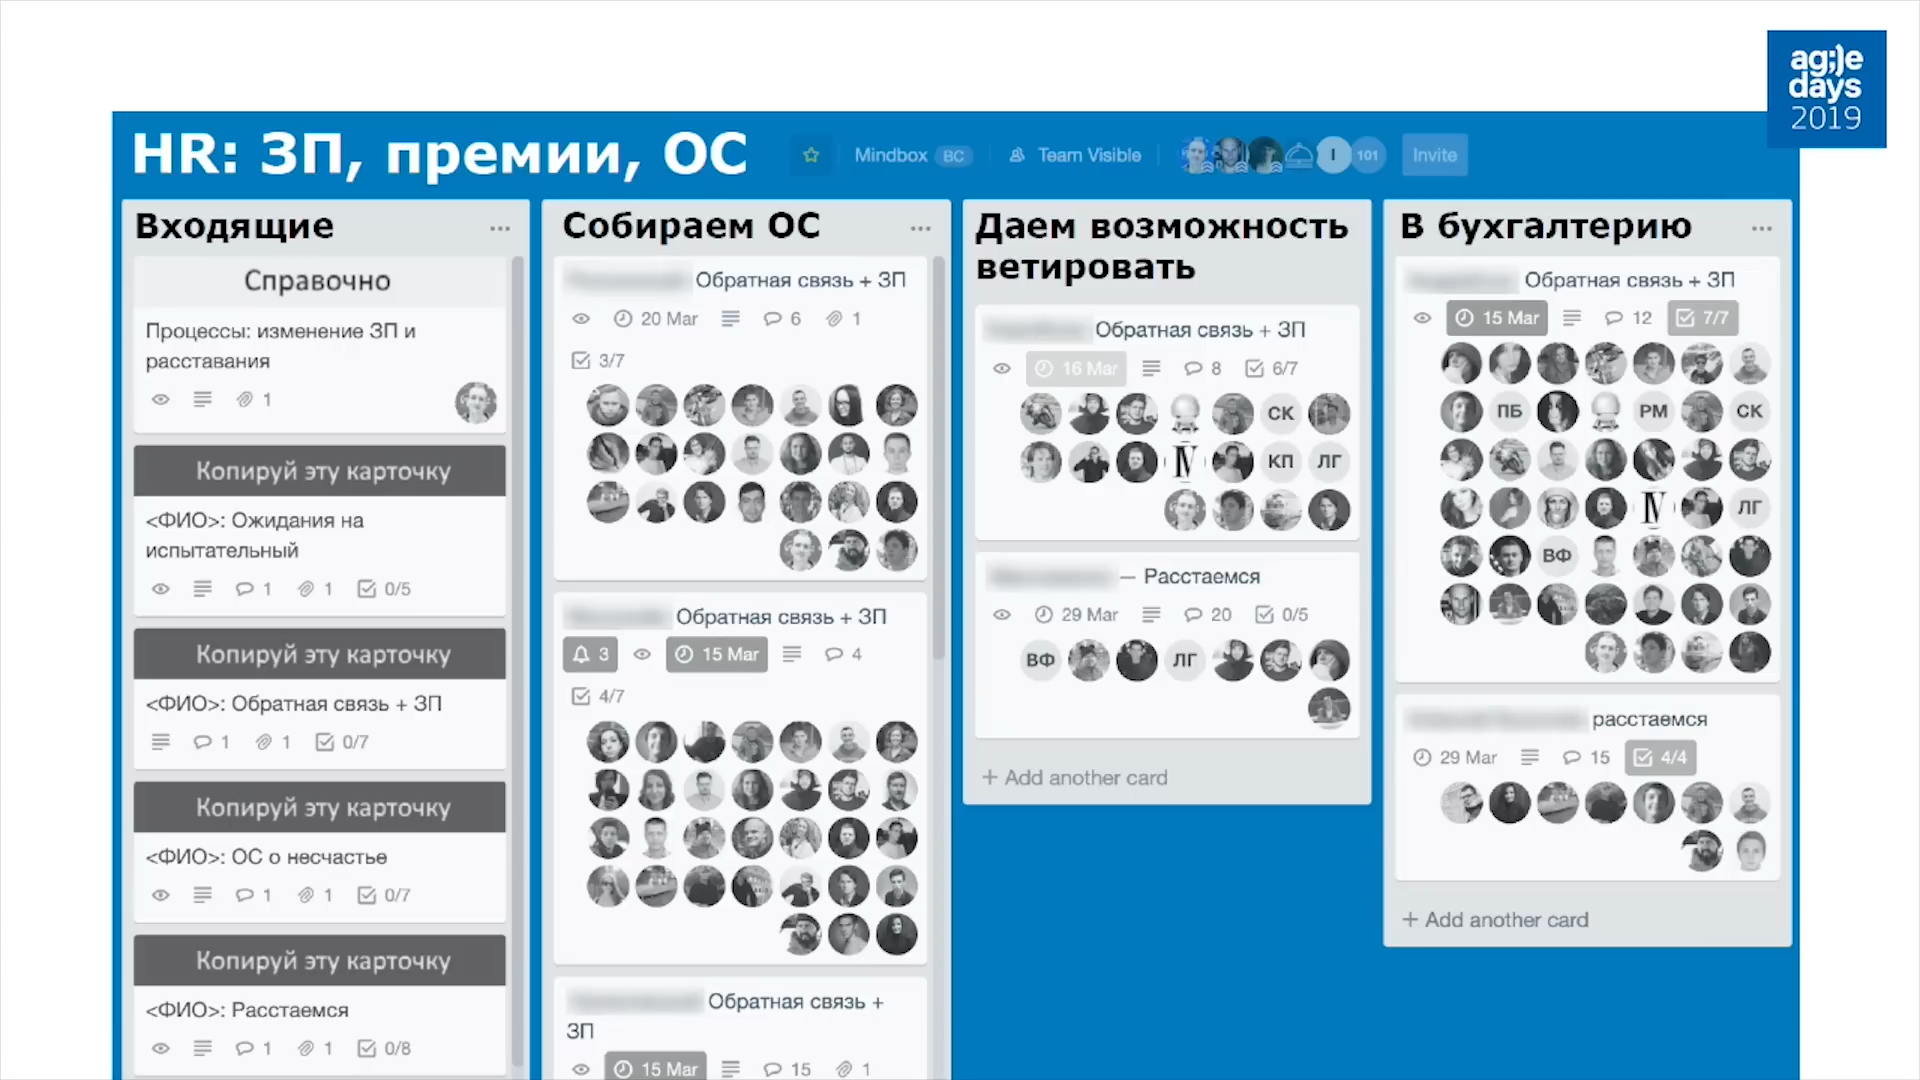 ag;)e
days
2019
HR: ЗП, премии, ОС
Mindbox BC
Team Visible
I
101
Invite
Входящие
Справочно
Процессы: изменение ЗП и
расставания
1
Копируй эту карточку
<ФИО>: Ожидания на
испытательный
1 1 0/5
Копируй эту карточку
<ФИО>: Обратная связь + ЗП
1 1 0/7
Копируй эту карточку
<ФИО>: ОС о несчастье
1 1 0/7
Копируй эту карточку
<ФИО>: Расстаемся
1 1 0/8
Собираем ОС
Обратная связь + ЗП
20 Mar 6 1
3/7
Обратная связь + ЗП
3 15 Mar 4
4/7
Обратная связь +
ЗП
15 Mar 15 1
Даем возможность
ветировать
Обратная связь + ЗП
16 Mar 8 6/7
СК
IV КП ЛГ
— Расстаемся
29 Mar 20 0/5
ВФ ЛГ
+ Add another card
В бухгалтерию
Обратная связь + ЗП
15 Mar 12 7/7
ПБ РМ СК
IV ЛГ
ВФ
расстаемся
29 Mar 15 4/4
+ Add another card